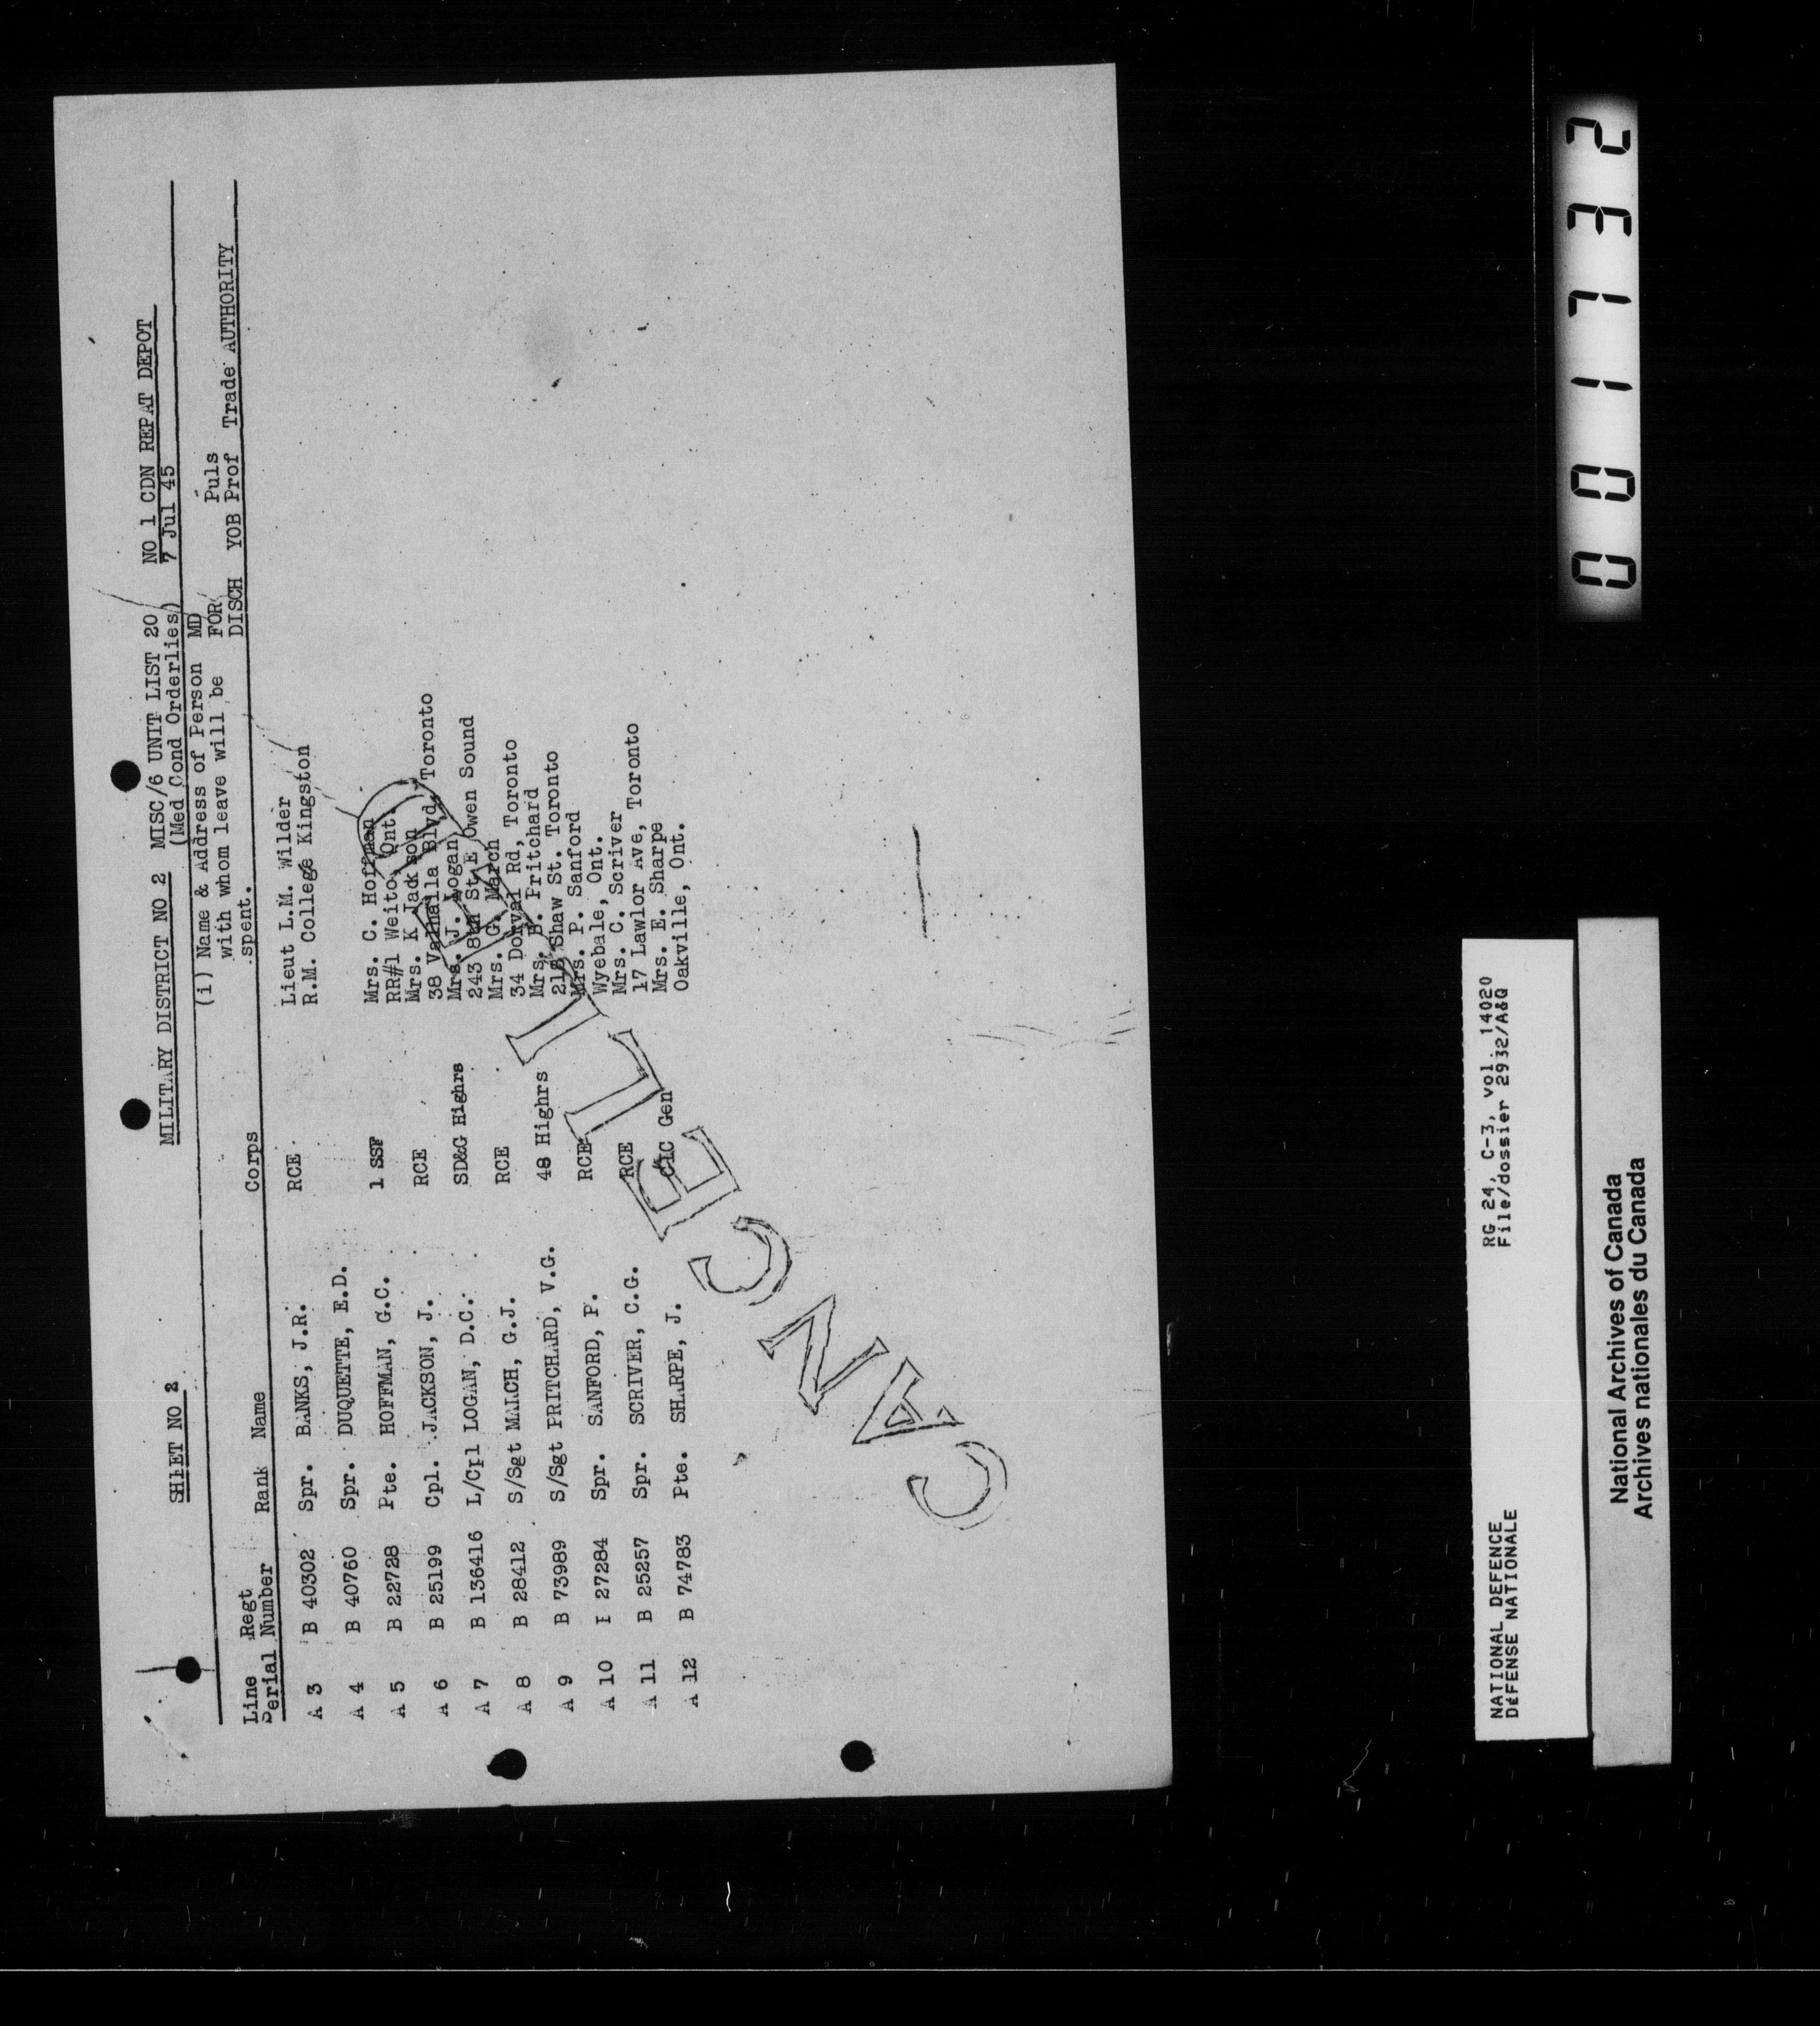 SHEET NO 2 MILITARY DISTRICT NO 2 MISC/6 UNIT LIST 20 NO 1 CDN REPAT DEPOT
(Med Cond Orderlies) 7 Jul 45
(i) Name & Address of Person MD
with whom leave will be FOR Puls
Line Regt spent. DISCH YOB Prof Trade AUTHORITY
Serial Number Rank Name Corps
A 3 B 40302 Spr. BANKS, J.R. RCE Lieut L.M. Wilder
R.M. College Kingston
A 4 B 40760 Spr. DUQUETTE, E.D.
A 5 B 22728 Pte. HOFFMAN, G.C. 1 SSF Mrs. C. Hoffman
RR#1 Ont.
A 6 B 25199 Cpl. JACKSON, J. RCE Mrs. K Jackson
38 Valhalla Blvd, Toronto
A 7 B 136416 L/Cpl LOGAN, D.C. SD&G Highrs Mrs. J. Logan
243 8th St E Owen Sound
A 8 B 28412 S/Sgt MARCH, G.J. RCE Mrs. G. March
34 Dorval Rd, Toronto
A 9 B 73989 S/Sgt PRITCHARD, V.G. 48 Highrs Mrs. B. Pritchard
Shaw St. Toronto
A 10 I 27284 Spr. SANFORD, P. RCE Mrs. P. Sanford
Wyebale, Ont.
A 11 B 25257 Spr. SCRIVER, C.G. RCE Mrs. C. Scriver
17 Lawlor Ave, Toronto
A 12 B 74783 Pte. SHARPE, J. CIC Gen Mrs. E. Sharpe
Oakville, Ont.
CANCELLED
NATIONAL DEFENCE RG 24, C-3, vol. 14020
DéFENSE NATIONALE File/dossier 2932/A&Q
National Archives of Canada
Archives nationales du Canada
001732